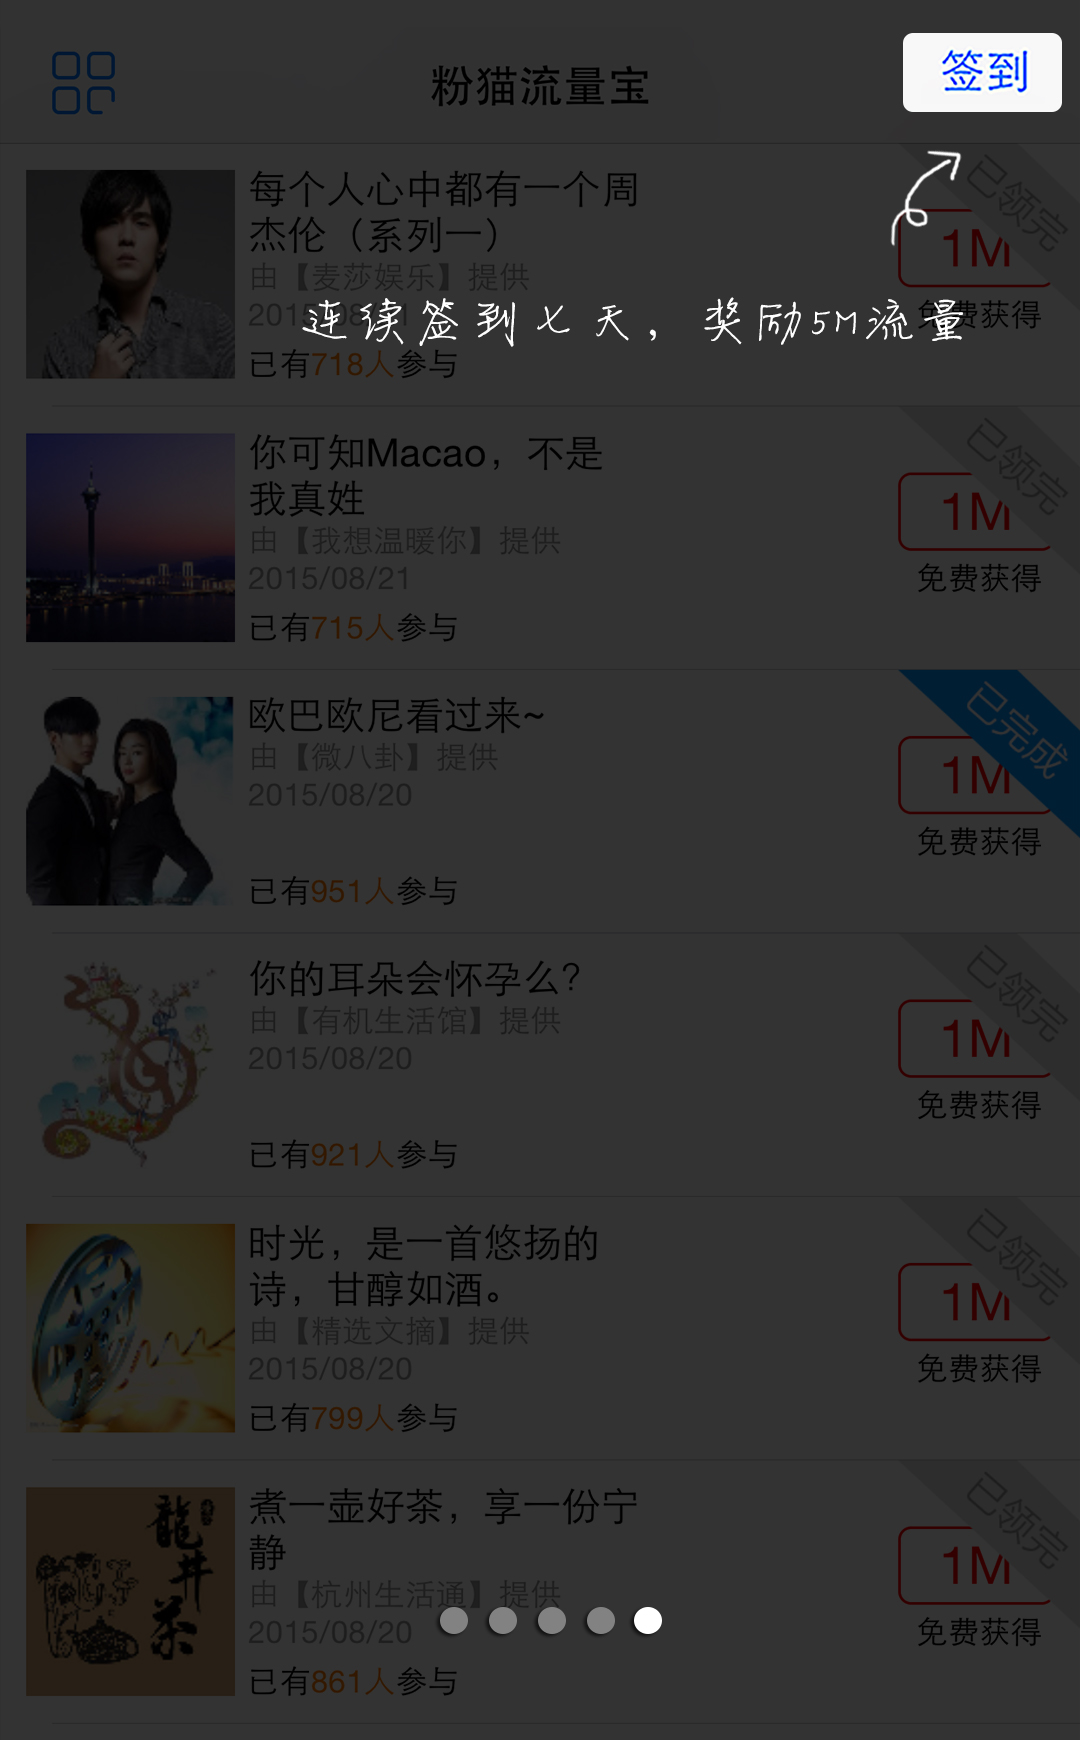 粉猫流量宝
签到
每个人心中都有一个周
杰伦（系列一）
由【麦莎娱乐】提供
连续签到七天，奖励5M流量
已有718人参与
已领完
1M
免费获得
你可知Macao，不是
我真姓
由【我想温暖你】提供
2015/08/21
已有715人参与
已领完
1M
免费获得
欧巴欧尼看过来~
由【微八卦】提供
2015/08/20
已有951人参与
已完成
1M
免费获得
你的耳朵会怀孕么？
由【有机生活馆】提供
2015/08/20
已有921人参与
已领完
1M
免费获得
时光，是一首悠扬的
诗，甘醇如酒。
由【精选文摘】提供
2015/08/20
已有799人参与
已领完
1M
免费获得
龍井茶
煮一壶好茶，享一份宁
静
由【杭州生活通】提供
2015/08/20
已有861人参与
已领完
1M
免费获得